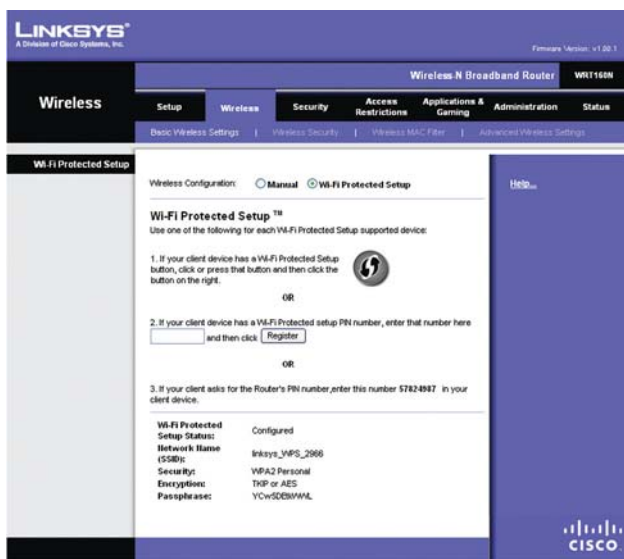 LINKSYS®
A Division of Cisco Systems, Inc.
Firmware Version: v1.00.1
Wireless-N Broadband Router WRT160N
Wireless
Setup Wireless Security Access Restrictions Applications & Gaming Administration Status
Basic Wireless Settings | Wireless Security | Wireless MAC Filter | Advanced Wireless Settings
Wi-Fi Protected Setup
Wireless Configuration: Manual Wi-Fi Protected Setup
Help...
Wi-Fi Protected Setup ™
Use one of the following for each Wi-Fi Protected Setup supported device:
1. If your client device has a Wi-Fi Protected Setup
button, click or press that button and then click the
button on the right.
OR
2. If your client device has a Wi-Fi Protected setup PIN number, enter that number here
and then click Register
OR
3. If your client asks for the Router's PIN number,enter this number 57824987 in your
client device.
Wi-Fi Protected
Setup Status: Configured
Network Name
(SSID): linksys_WPS_2966
Security: WPA2 Personal
Encryption: TKIP or AES
Passphrase:
CISCO